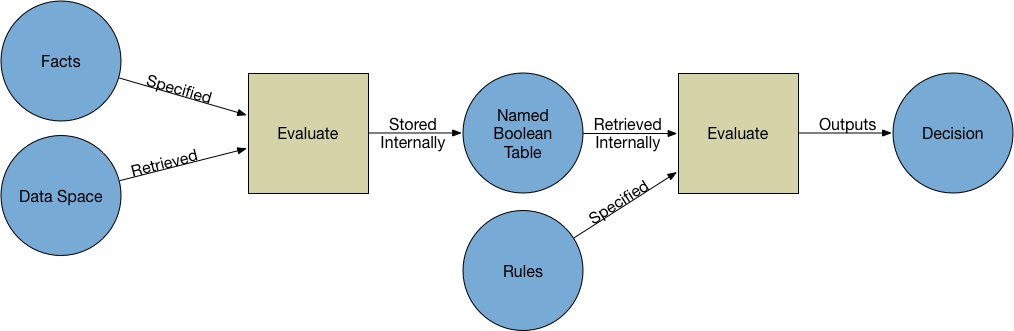 Facts
Specified
Data Space
Retrieved
Evaluate
Stored
Internally
Named
Boolean
Table
Retrieved
Internally
Rules
Specified
Evaluate
Outputs
Decision